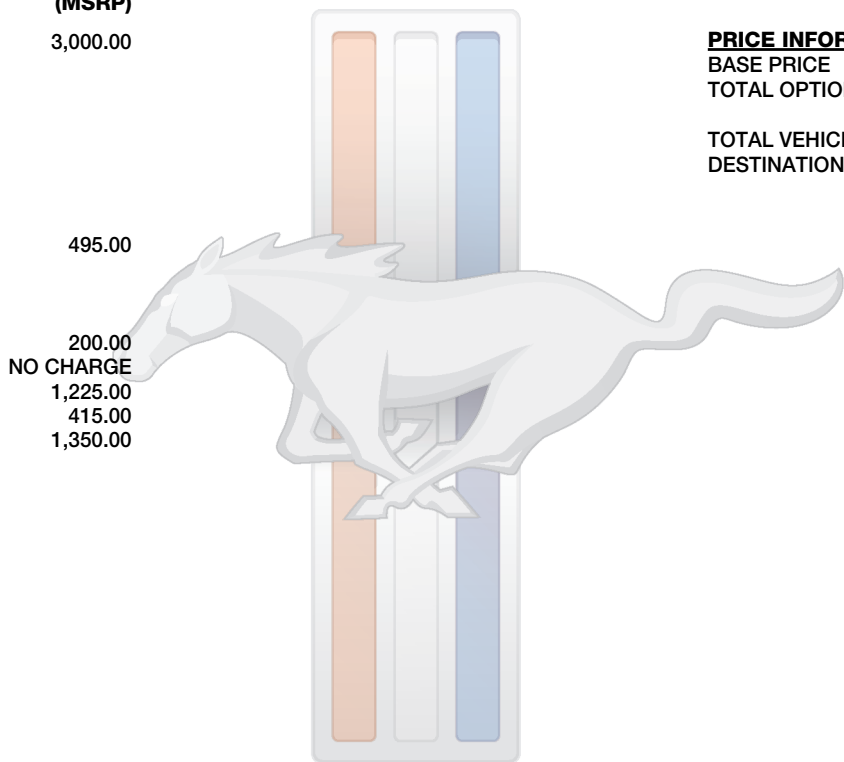 (MSRP)
3,000.00
495.00
200.00
NO CHARGE
1,225.00
415.00
1,350.00
PRICE INFOR
BASE PRICE
TOTAL OPTIO
TOTAL VEHICL
DESTINATION